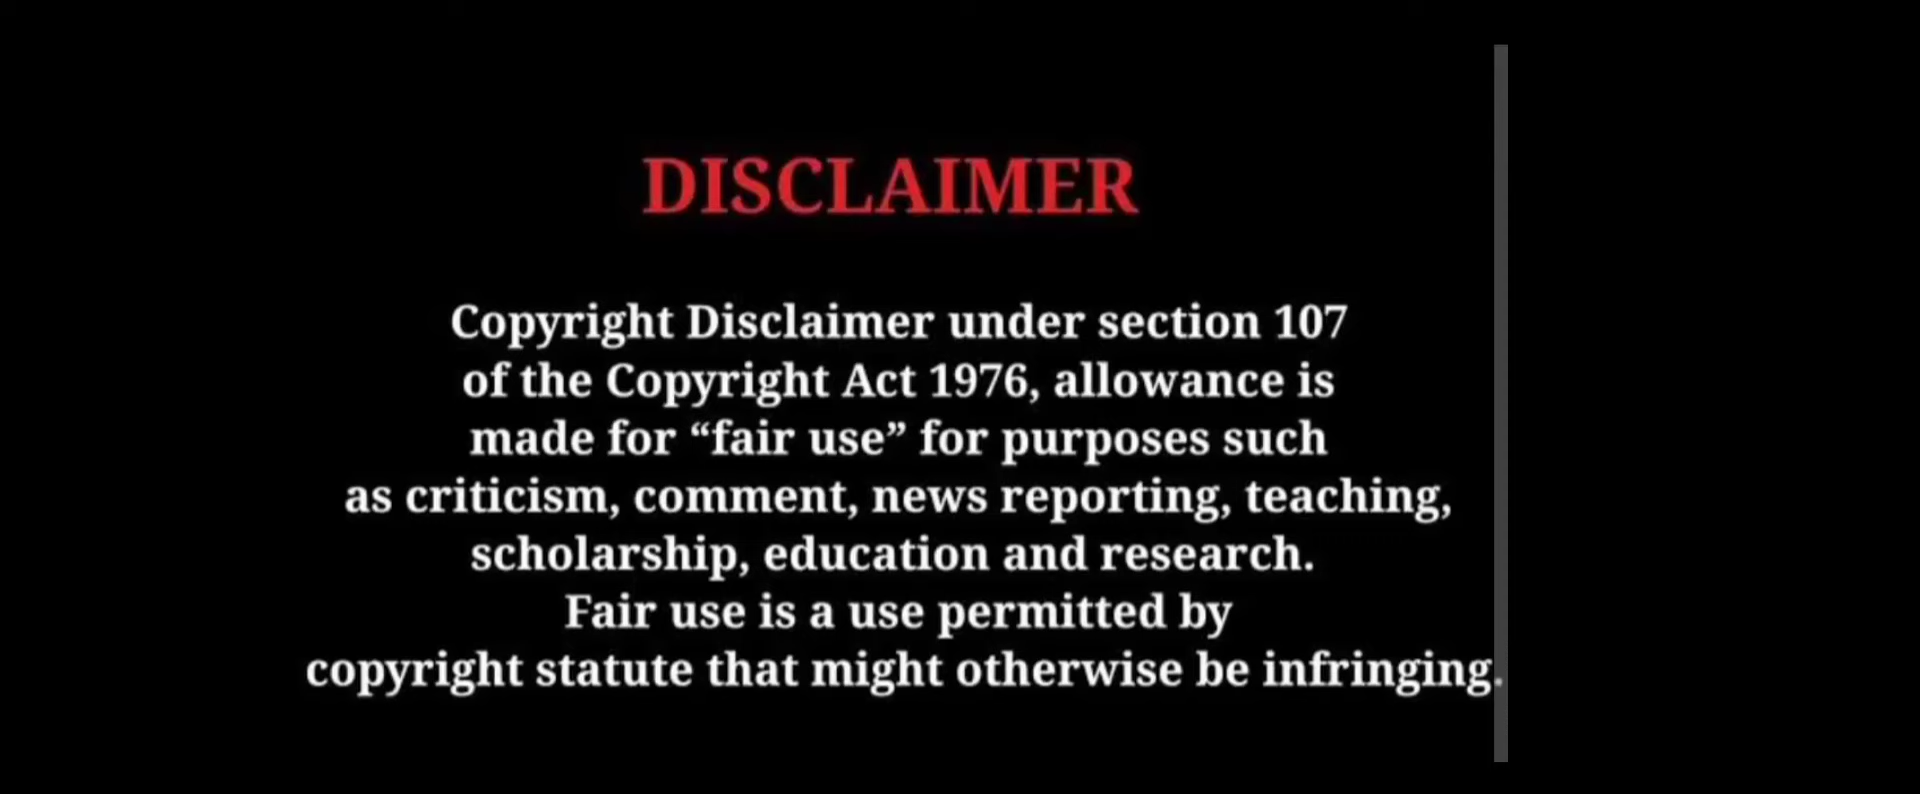 DISCLAIMER
Copyright Disclaimer under section 107
of the Copyright Act 1976, allowance is
made for “fair use” for purposes such
as criticism, comment, news reporting, teaching,
scholarship, education and research.
Fair use is a use permitted by
copyright statute that might otherwise be infringing.